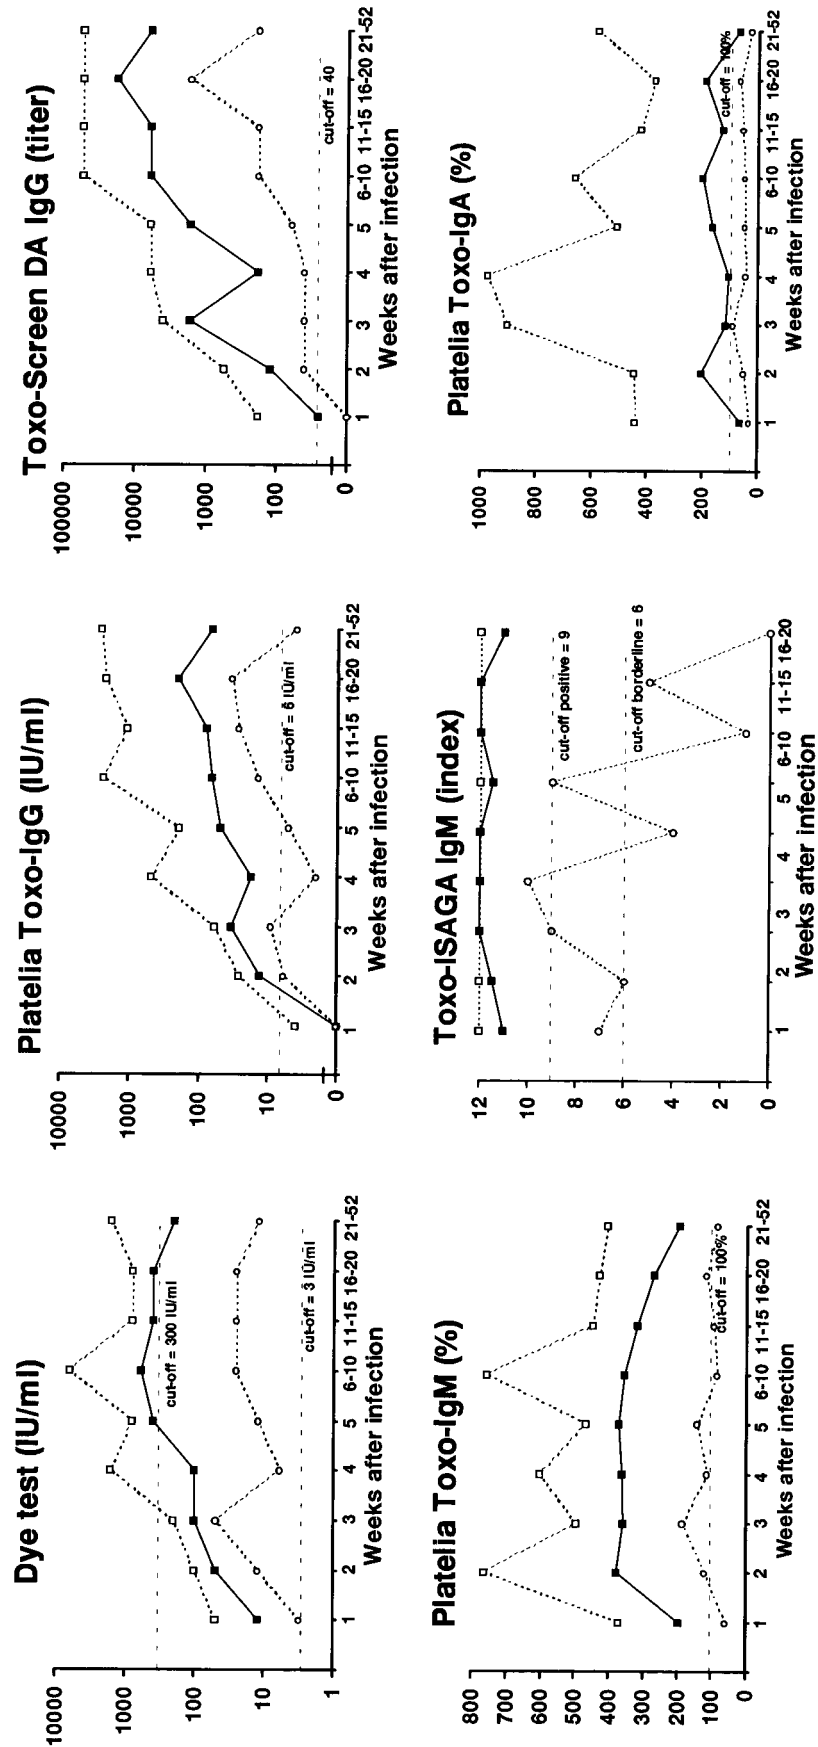 Dye test (IU/ml)
10000
1000
100
10
1
cut-off = 300 IU/ml
cut-off = 3 IU/ml
1 2 3 4 5 6-10 11-15 16-20 21-52
Weeks after infection
Platelia Toxo-IgG (IU/ml)
10000
1000
100
10
0
cut-off = 6 IU/ml
1 2 3 4 5 6-10 11-15 16-20 21-52
Weeks after infection
Toxo-Screen DA IgG (titer)
100000
10000
1000
100
0
cut-off = 40
1 2 3 4 5 6-10 11-15 16-20 21-52
Weeks after infection
Platelia Toxo-IgM (%)
800
700
600
500
400
300
200
100
0
cut-off = 100%
1 2 3 4 5 6-10 11-15 16-20 21-52
Weeks after infection
Toxo-ISAGA IgM (index)
12
10
8
6
4
2
0
cut-off positive = 9
cut-off borderline = 6
1 2 3 4 5 6-10 11-15 16-20
Weeks after infection
Platelia Toxo-IgA (%)
1000
800
600
400
200
0
cut-off = 100%
1 2 3 4 5 6-10 11-15 16-20 21-52
Weeks after infection